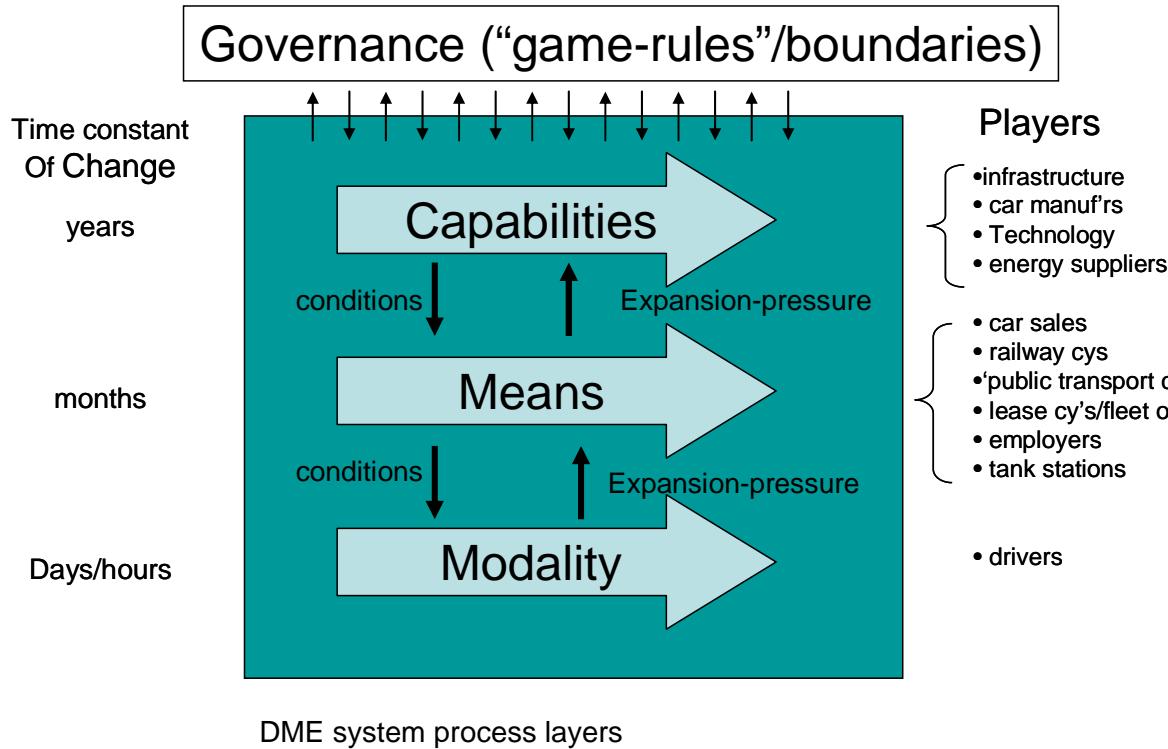 Governance (“game-rules”/boundaries)
Time constant
Of Change
Players
years
Capabilities
•infrastructure
• car manuf’rs
• Technology
• energy suppliers
conditions
Expansion-pressure
months
Means
• car sales
• railway cys
•‘public transport
• lease cy’s/fleet
• employers
• tank stations
conditions
Expansion-pressure
Days/hours
Modality
• drivers
DME system process layers